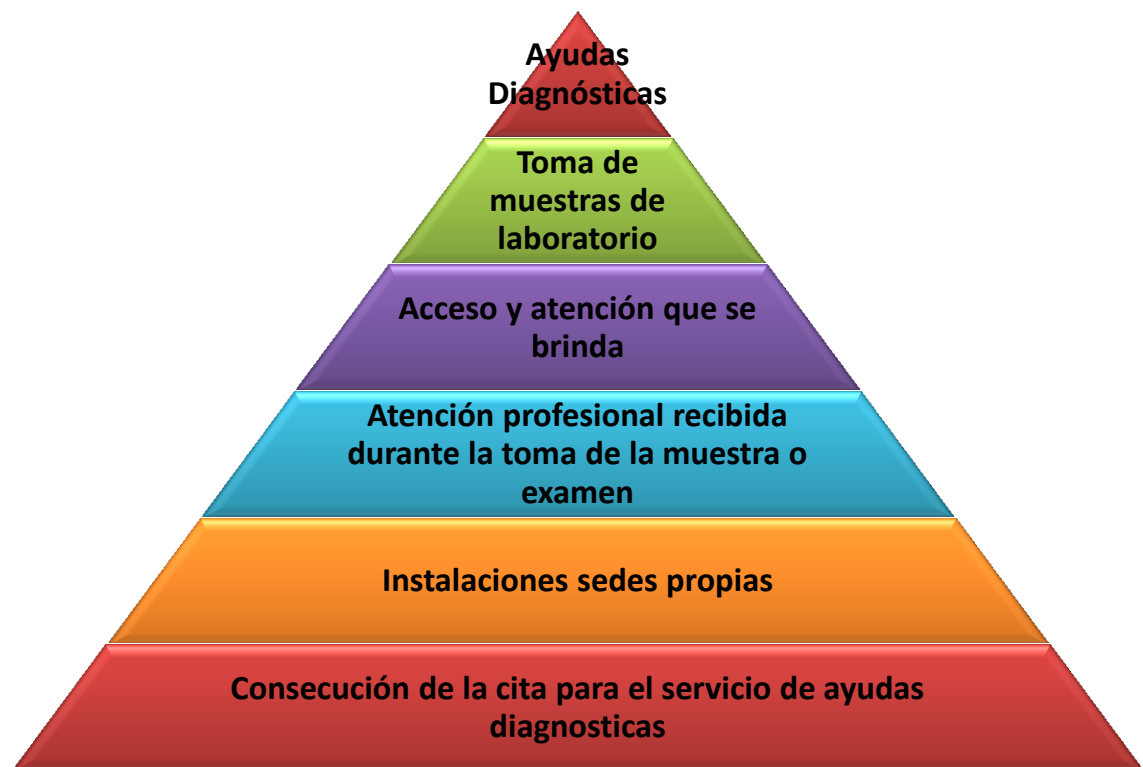 Ayudas
Diagnósticas
Toma de
muestras de
laboratorio
Acceso y atención que se
brinda
Atención profesional recibida
durante la toma de la muestra o
examen
Instalaciones sedes propias
Consecución de la cita para el servicio de ayudas
diagnosticas